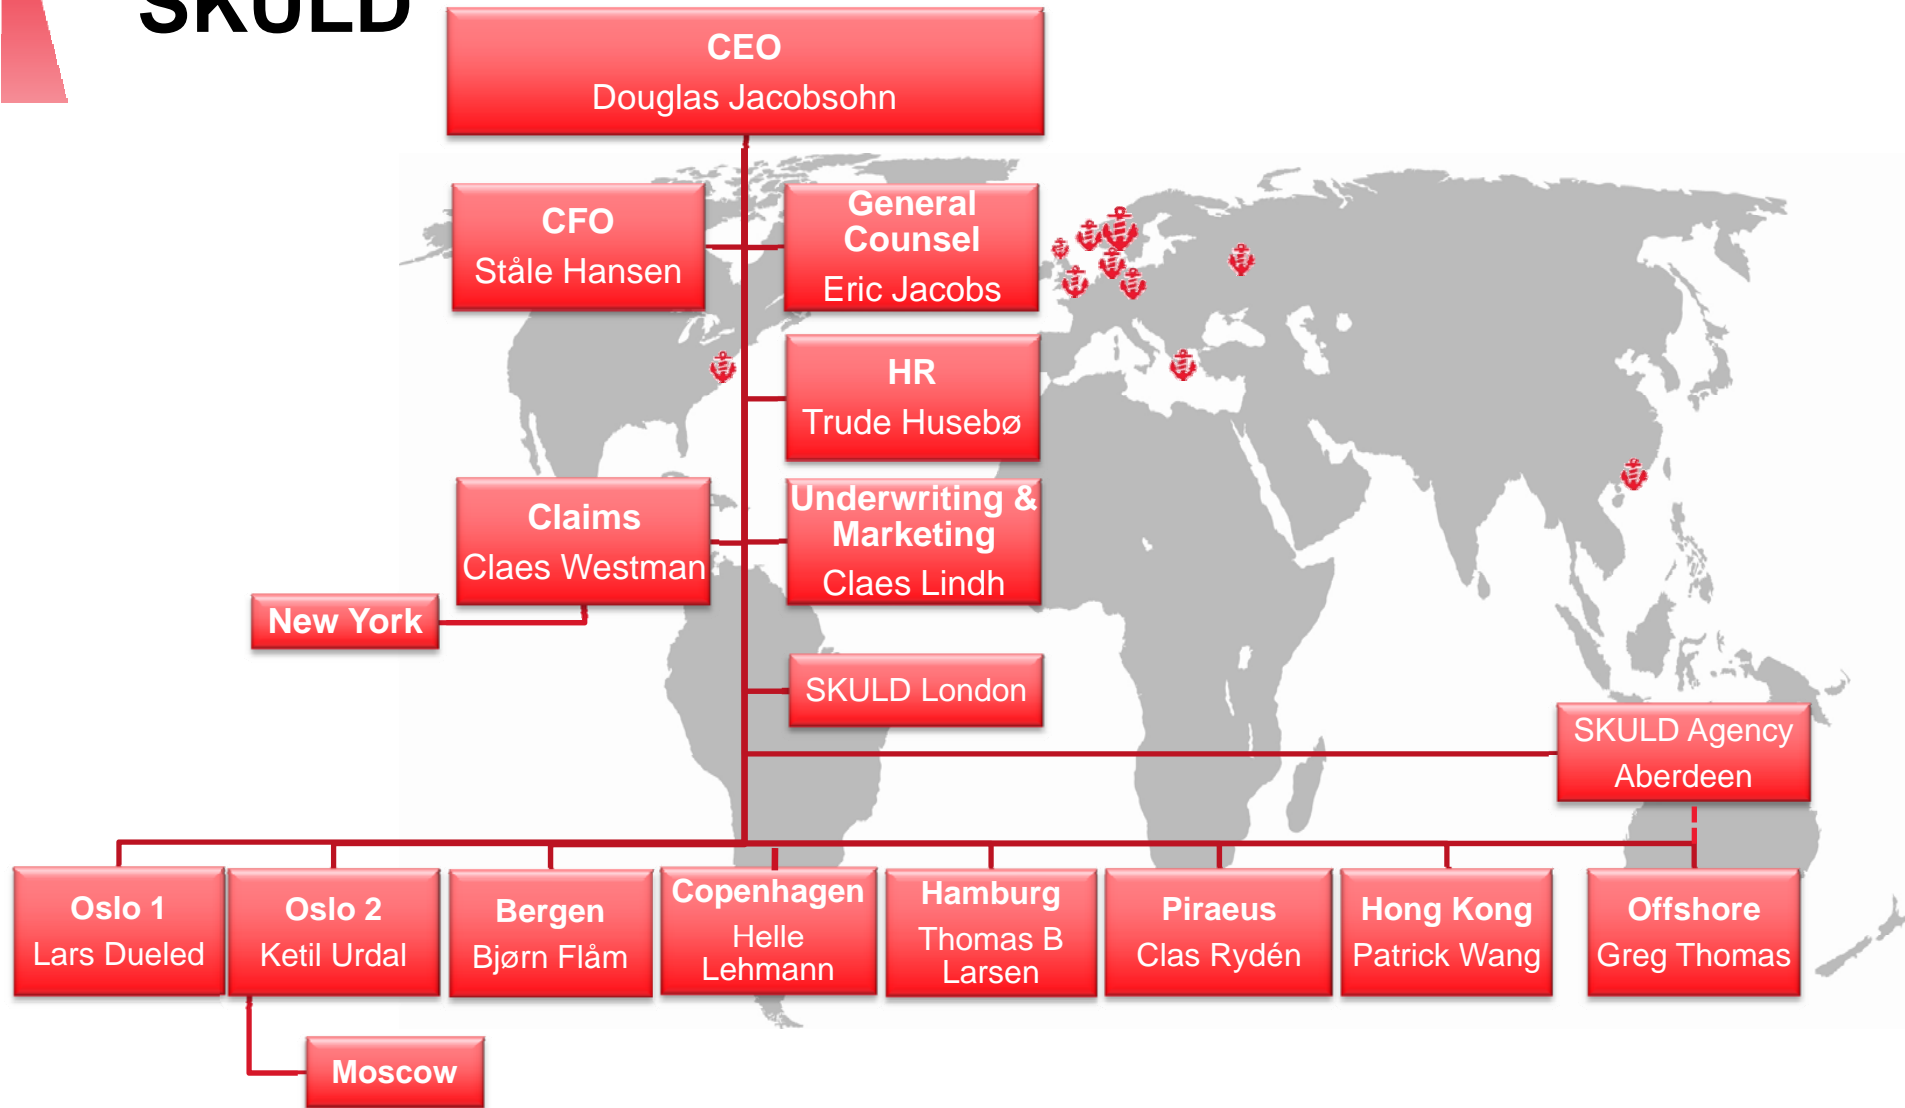 SKULD
CEO
Douglas Jacobsohn
CFO
Ståle Hansen
General
Counsel
Eric Jacobs
HR
Trude Husebø
Claims
Claes Westman
Underwriting &
Marketing
Claes Lindh
New York
SKULD London
SKULD Agency
Aberdeen
Oslo 1
Lars Dueled
Oslo 2
Ketil Urdal
Bergen
Bjørn Flåm
Copenhagen
Helle
Lehmann
Hamburg
Thomas B
Larsen
Piraeus
Clas Rydén
Hong Kong
Patrick Wang
Offshore
Greg Thomas
Moscow